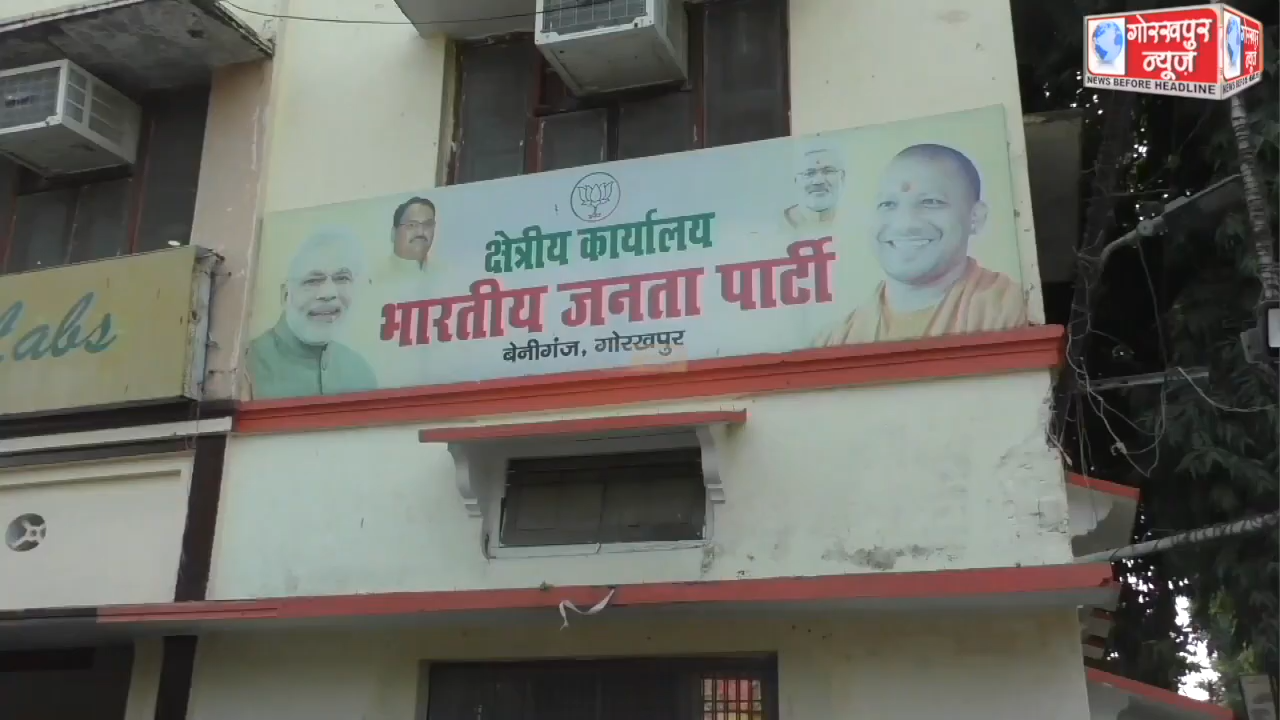 गोरखपुर
न्यूज़
NEWS BEFORE HEADLINE
क्षेत्रीय कार्यालय
भारतीय जनता पार्टी
बेनीगंज, गोरखपुर
Labs